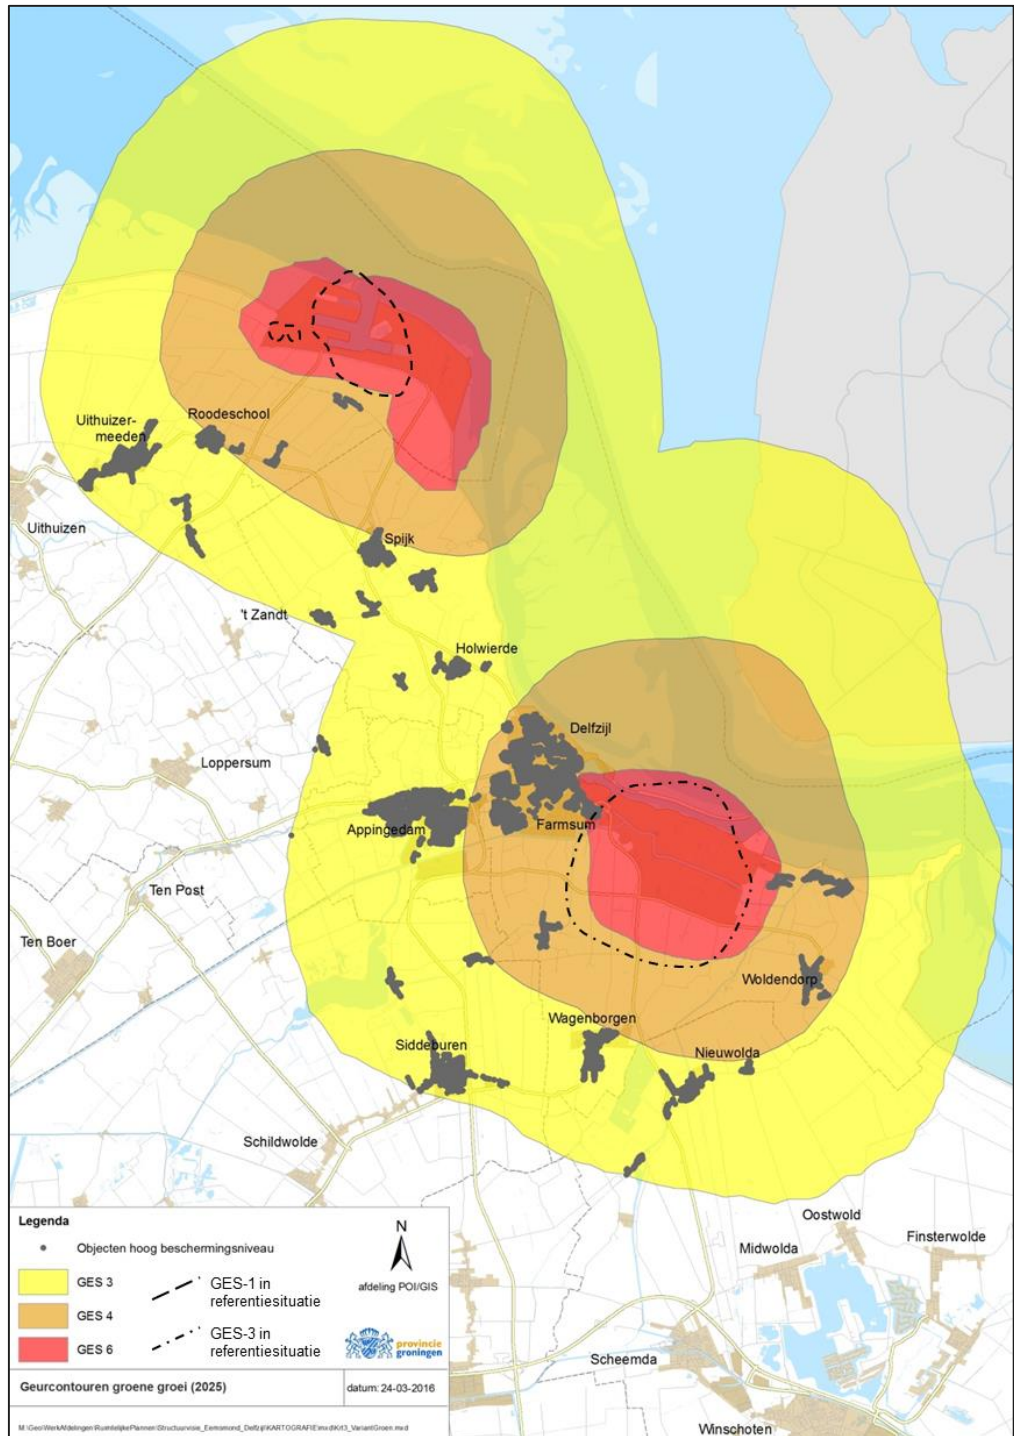 Roodeschool
Uithuizer-
meeden
Uithuizen
Spijk
't Zandt
Holwierde
Delfzijl
Loppersum
Appingedam
Farmsum
Ten Post
Ten Boer
Woldendorp
Wagenborgen
Siddeburen
Nieuwolda
Schildwolde
Oostwold
Finsterwolde
Midwolda
Scheemda
Winschoten
Legenda
Objecten hoog beschermingsniveau
GES 3
GES 4
GES 6
GES-1 in
referentiesituatie
GES-3 in
referentiesituatie
N
afdeling POI/GIS
provincie
groningen
Geurcontouren groene groei (2025)
datum: 24-03-2016